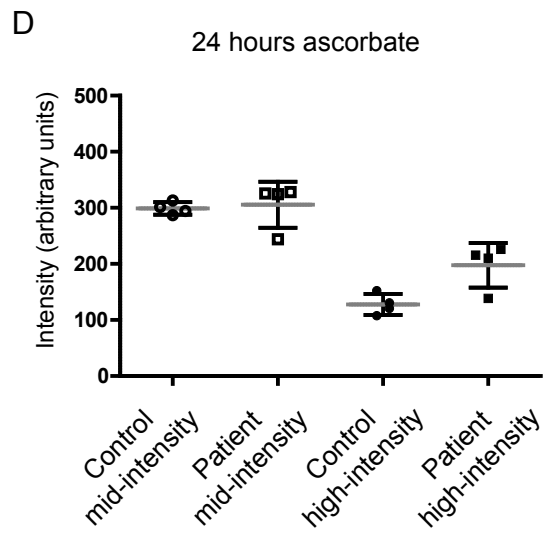 D
24 hours ascorbate
Intensity (arbitrary units)
500
400
300
200
100
0
Control
mid-intensity
Patient
mid-intensity
Control
high-intensity
Patient
high-intensity